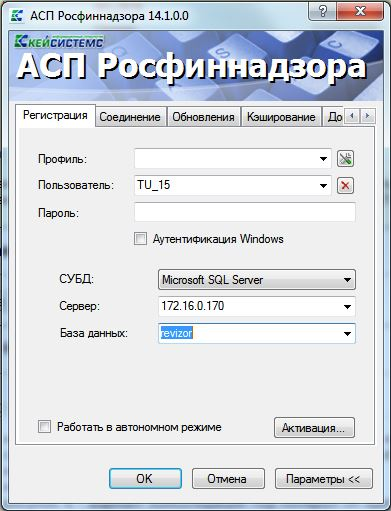 АСП Росфиннадзора 14.1.0.0
КЕЙСИСТЕМС
АСП Росфиннадзора
Регистрация Соединение Обновления Кэширование До
Профиль:
Пользователь: TU_15
Пароль:
Аутентификация Windows
СУБД: Microsoft SQL Server
Сервер: 172.16.0.170
База данных: revizor
Работать в автономном режиме Активация...
OK Отмена Параметры <<